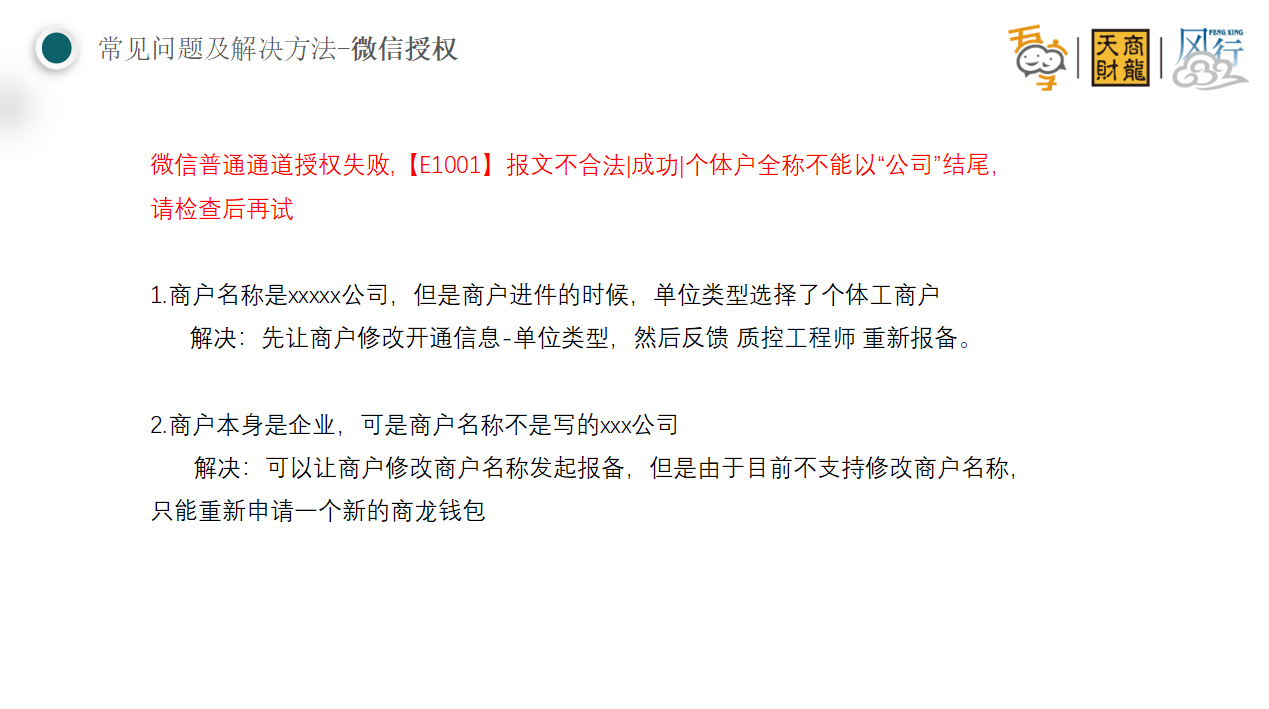 常见问题及解决方法-微信授权
吾享
天财商龍
风行
FENG XING
微信普通通道授权失败,【E1001】报文不合法|成功|个体户全称不能以“公司”结尾，
请检查后再试
1.商户名称是xxxxx公司，但是商户进件的时候，单位类型选择了个体工商户
解决：先让商户修改开通信息-单位类型，然后反馈 质控工程师 重新报备。
2.商户本身是企业，可是商户名称不是写的xxx公司
解决：可以让商户修改商户名称发起报备，但是由于目前不支持修改商户名称，
只能重新申请一个新的商龙钱包